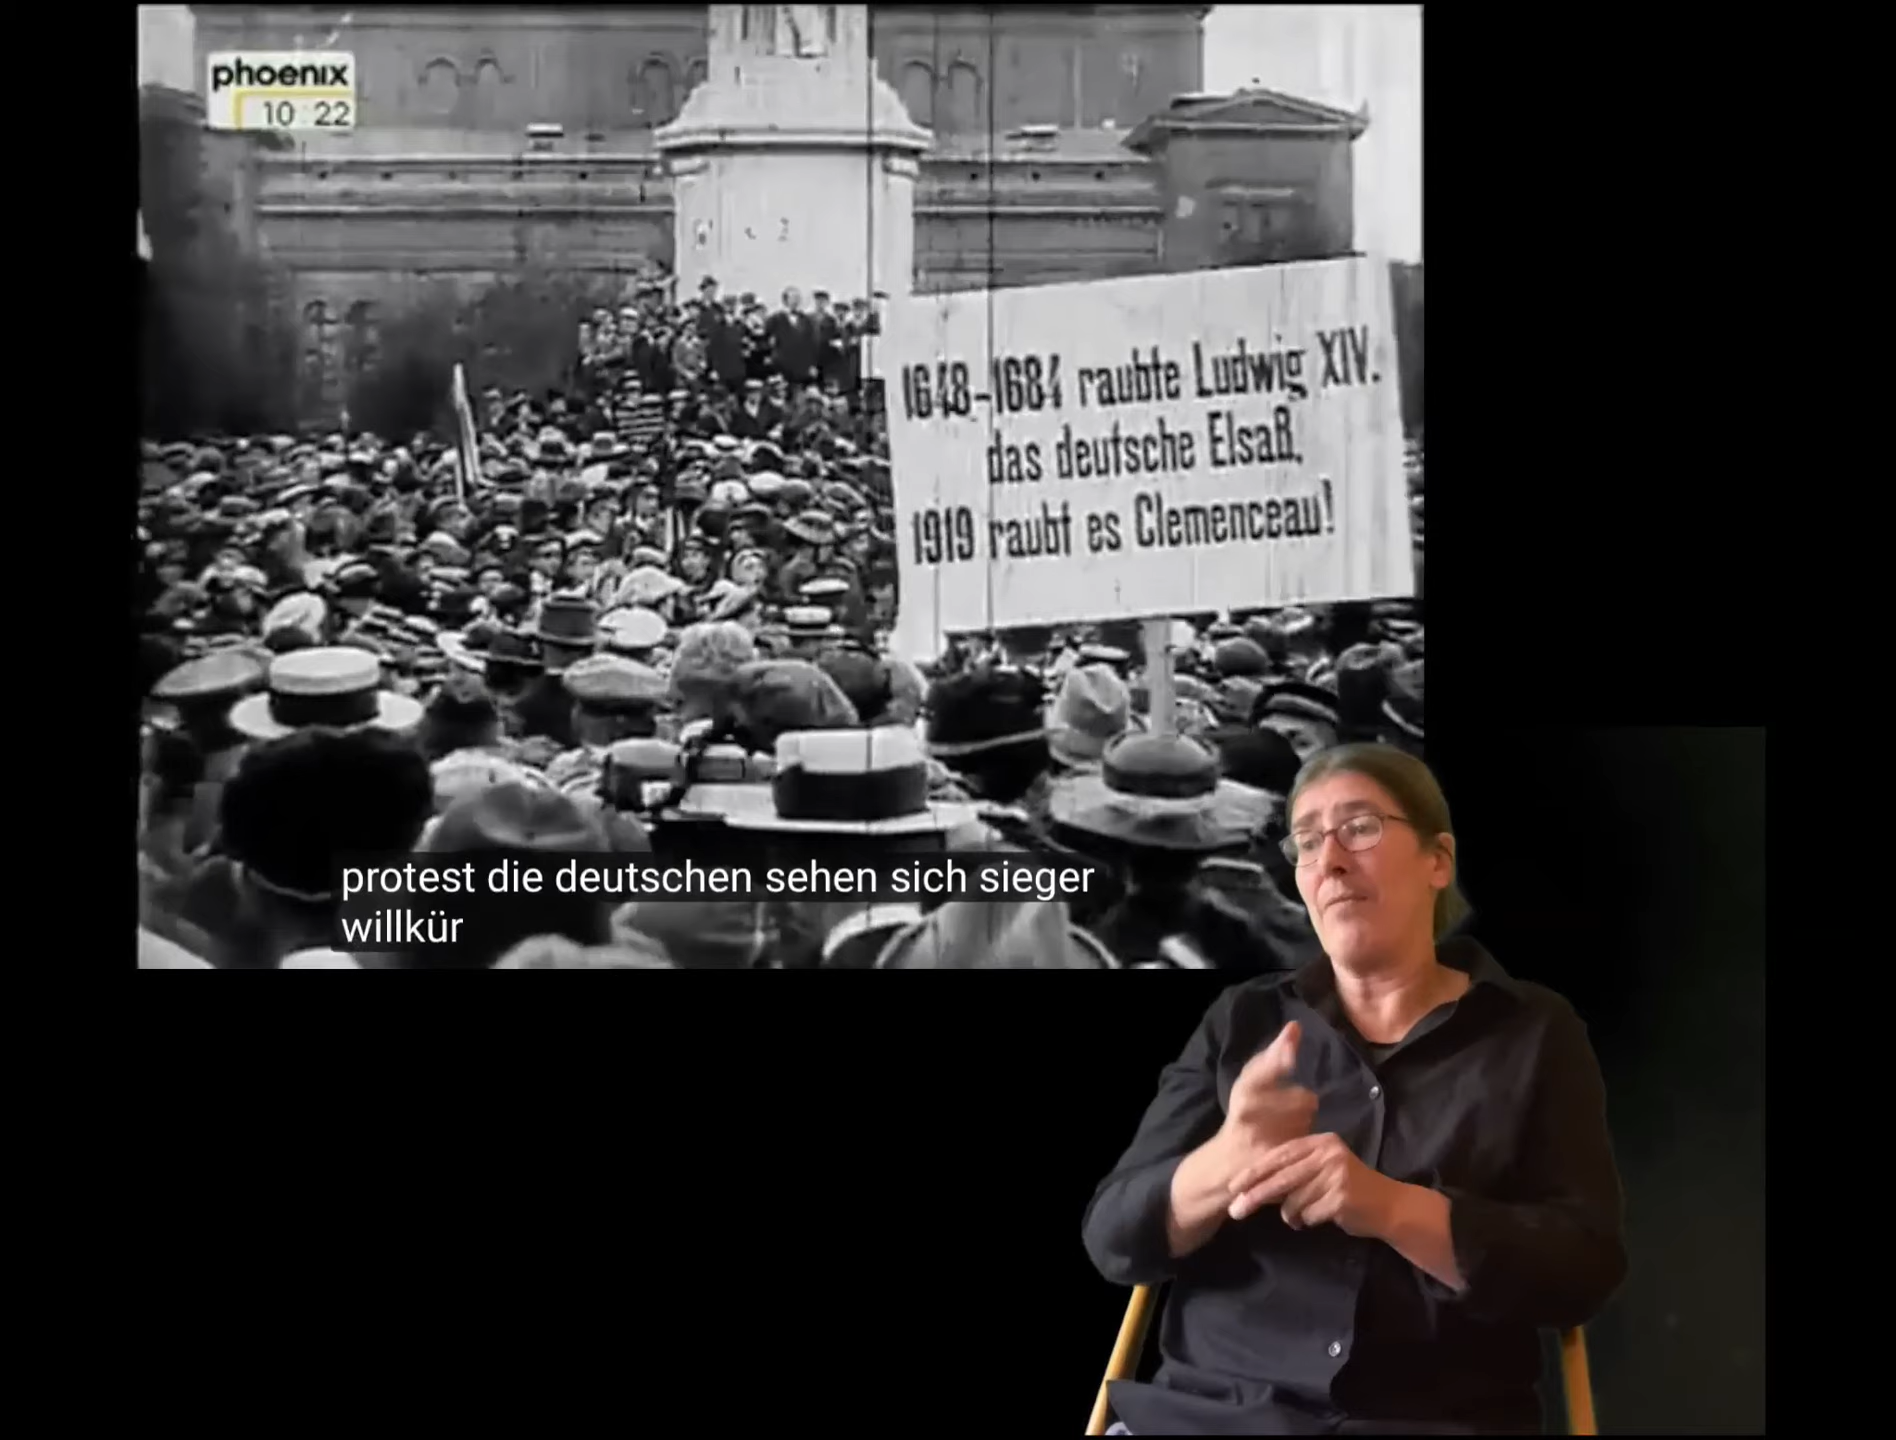 phoenix
10:22
1648-1684 raubte Ludwig XIV.
das deutsche Elsaß,
1919 raubt es Clemenceau!
protest die deutschen sehen sich sieger
willkür